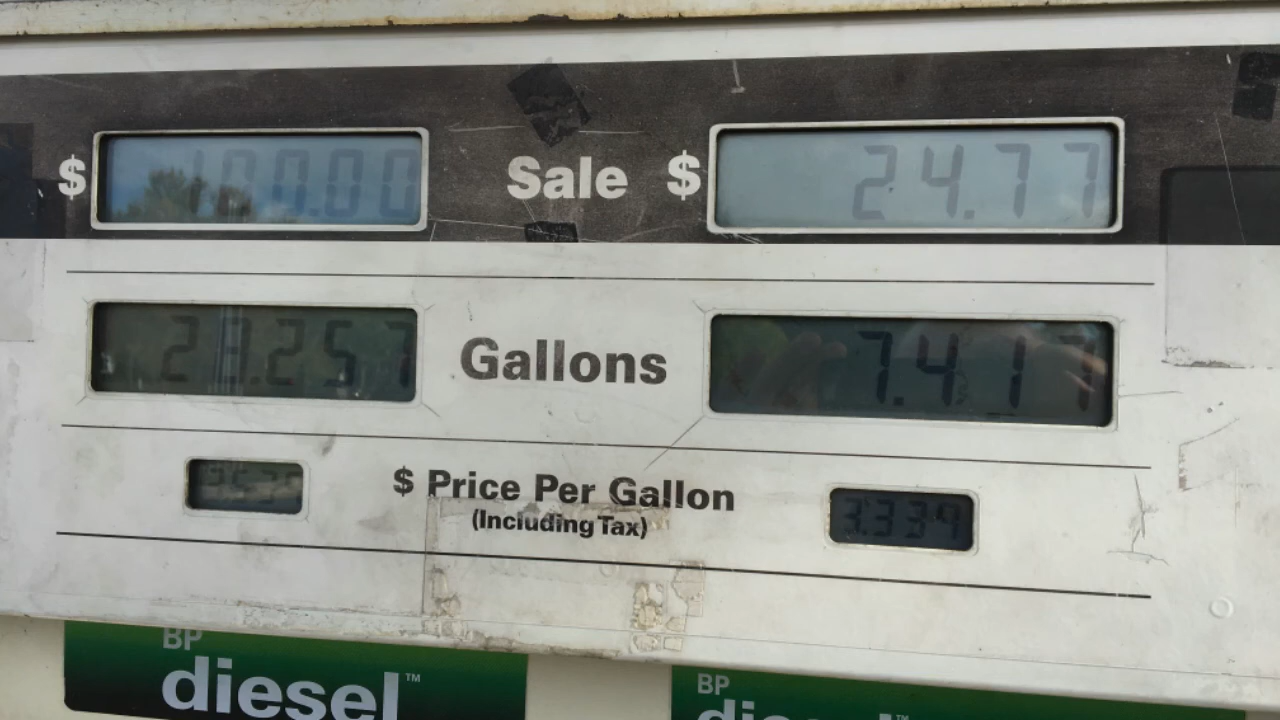 $ 100.00 Sale $ 24.77
23.257 Gallons 7.417
$ Price Per Gallon 3.339
(Including Tax)
BP
diesel™
BP
diesel™